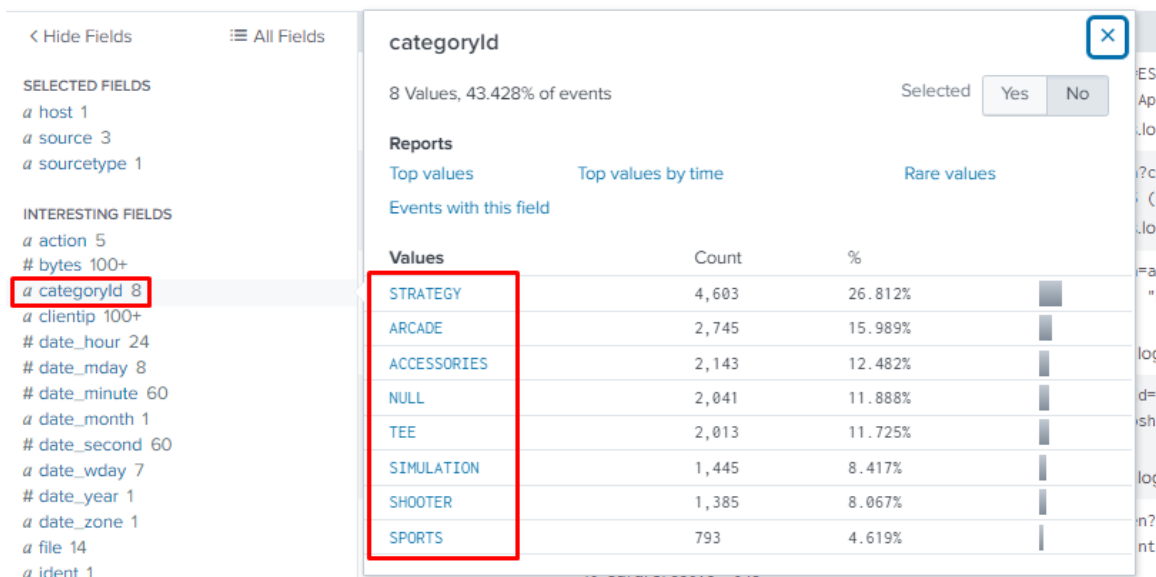 < Hide Fields
All Fields
SELECTED FIELDS
a host 1
a source 3
a sourcetype 1
INTERESTING FIELDS
a action 5
# bytes 100+
a categoryId 8
a clientip 100+
# date_hour 24
# date_mday 8
# date_minute 60
a date_month 1
# date_second 60
a date_wday 7
# date_year 1
a date_zone 1
a file 14
a ident 1
categoryId
8 Values, 43.428% of events
Selected Yes No
Reports
Top values Top values by time Rare values
Events with this field
Values Count %
STRATEGY 4,603 26.812%
ARCADE 2,745 15.989%
ACCESSORIES 2,143 12.482%
NULL 2,041 11.888%
TEE 2,013 11.725%
SIMULATION 1,445 8.417%
SHOOTER 1,385 8.067%
SPORTS 793 4.619%